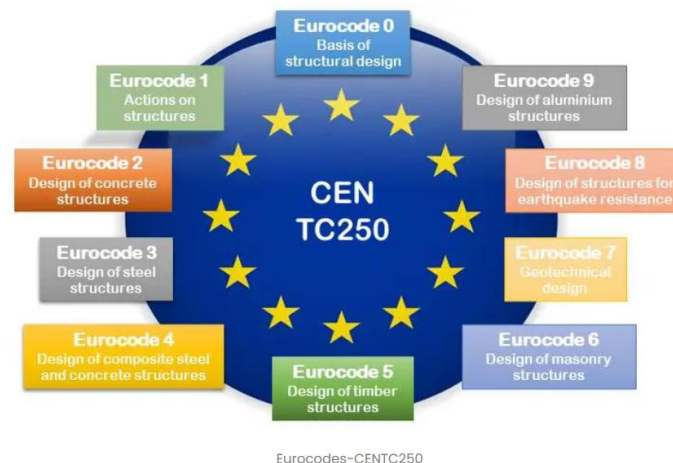 Eurocode 0
Basis of
structural design
Eurocode 1
Actions on
structures
Eurocode 9
Design of aluminium
structures
Eurocode 2
Design of concrete
structures
CEN
TC250
Eurocode 8
Design of structures for
earthquake resistance
Eurocode 3
Design of steel
structures
Eurocode 7
Geotechnical
design
Eurocode 4
Design of composite steel
and concrete structures
Eurocode 6
Design of masonry
structures
Eurocode 5
Design of timber
structures
Eurocodes-CENTC250